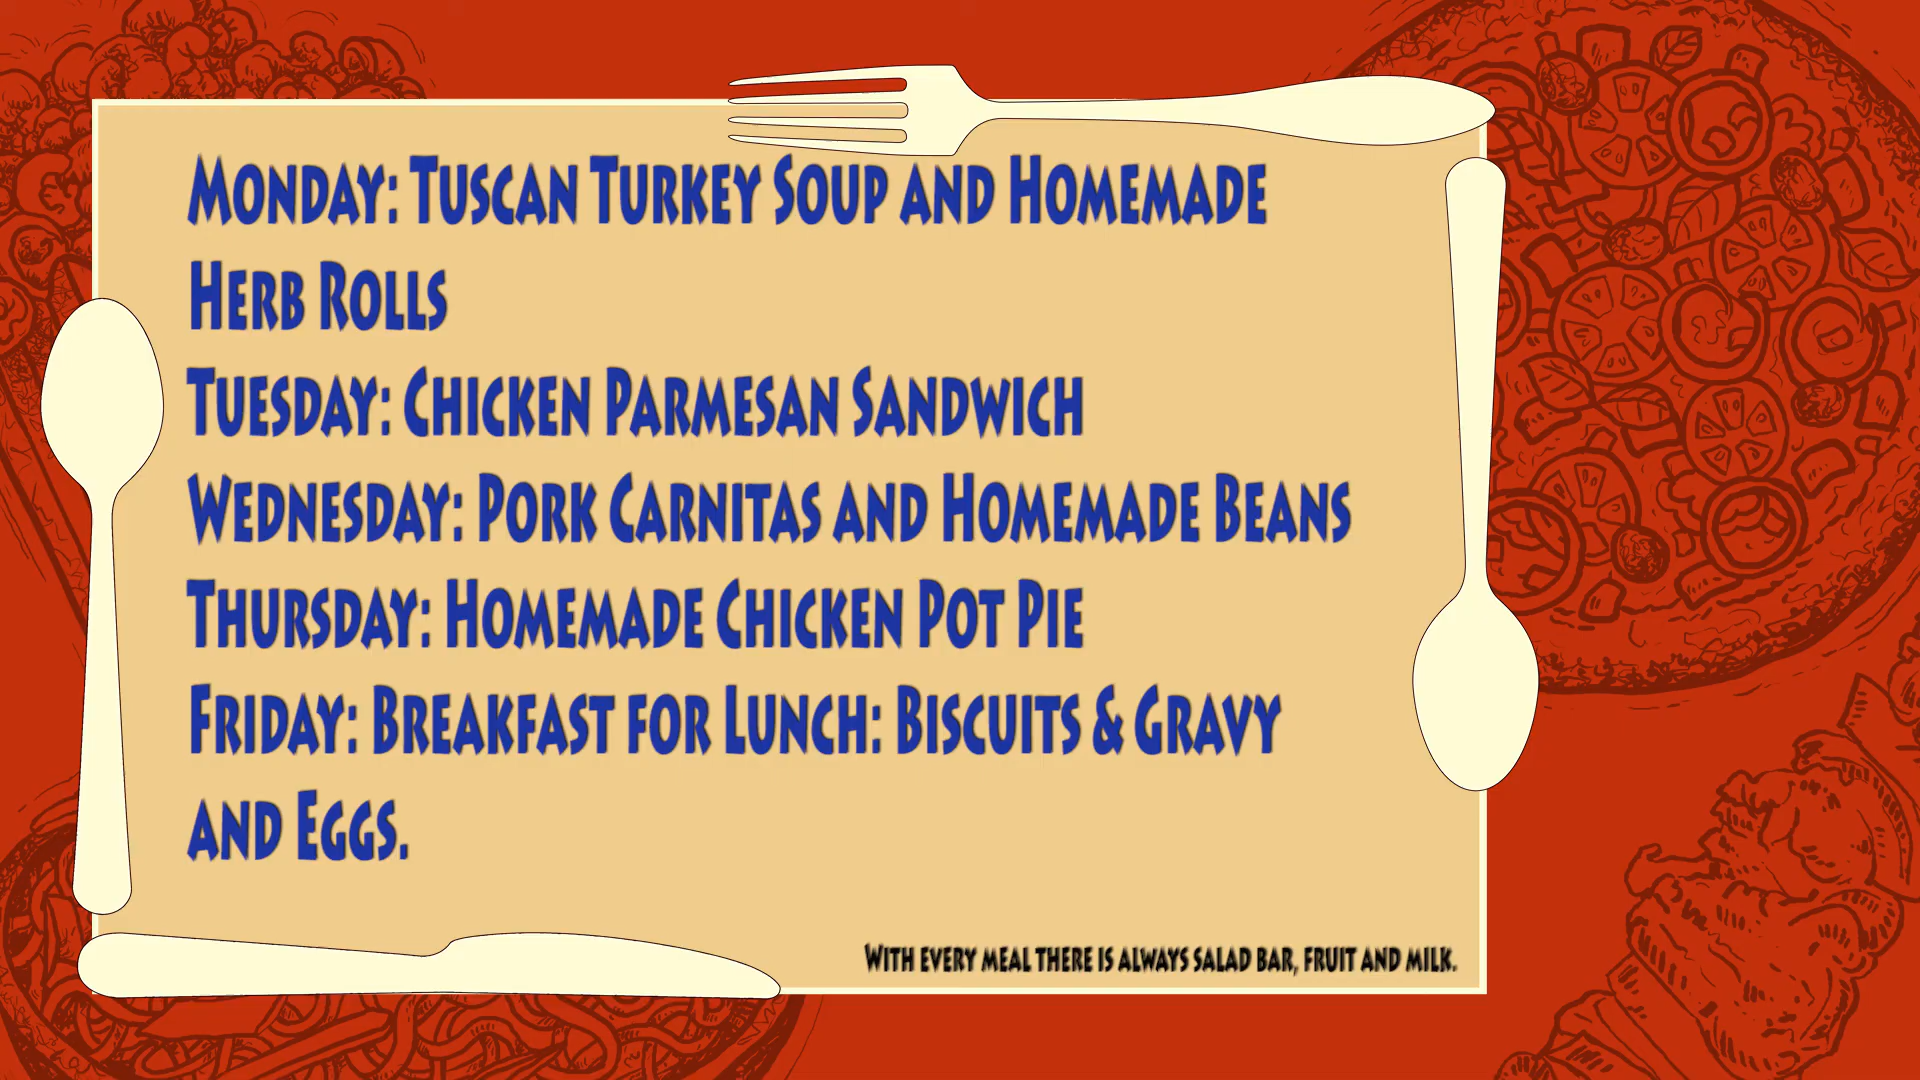 Monday: Tuscan Turkey Soup and Homemade
Herb Rolls
Tuesday: Chicken Parmesan Sandwich
Wednesday: Pork Carnitas and Homemade Beans
Thursday: Homemade Chicken Pot Pie
Friday: Breakfast for Lunch: Biscuits & Gravy
and Eggs.
With every meal there is always salad bar, fruit and milk.